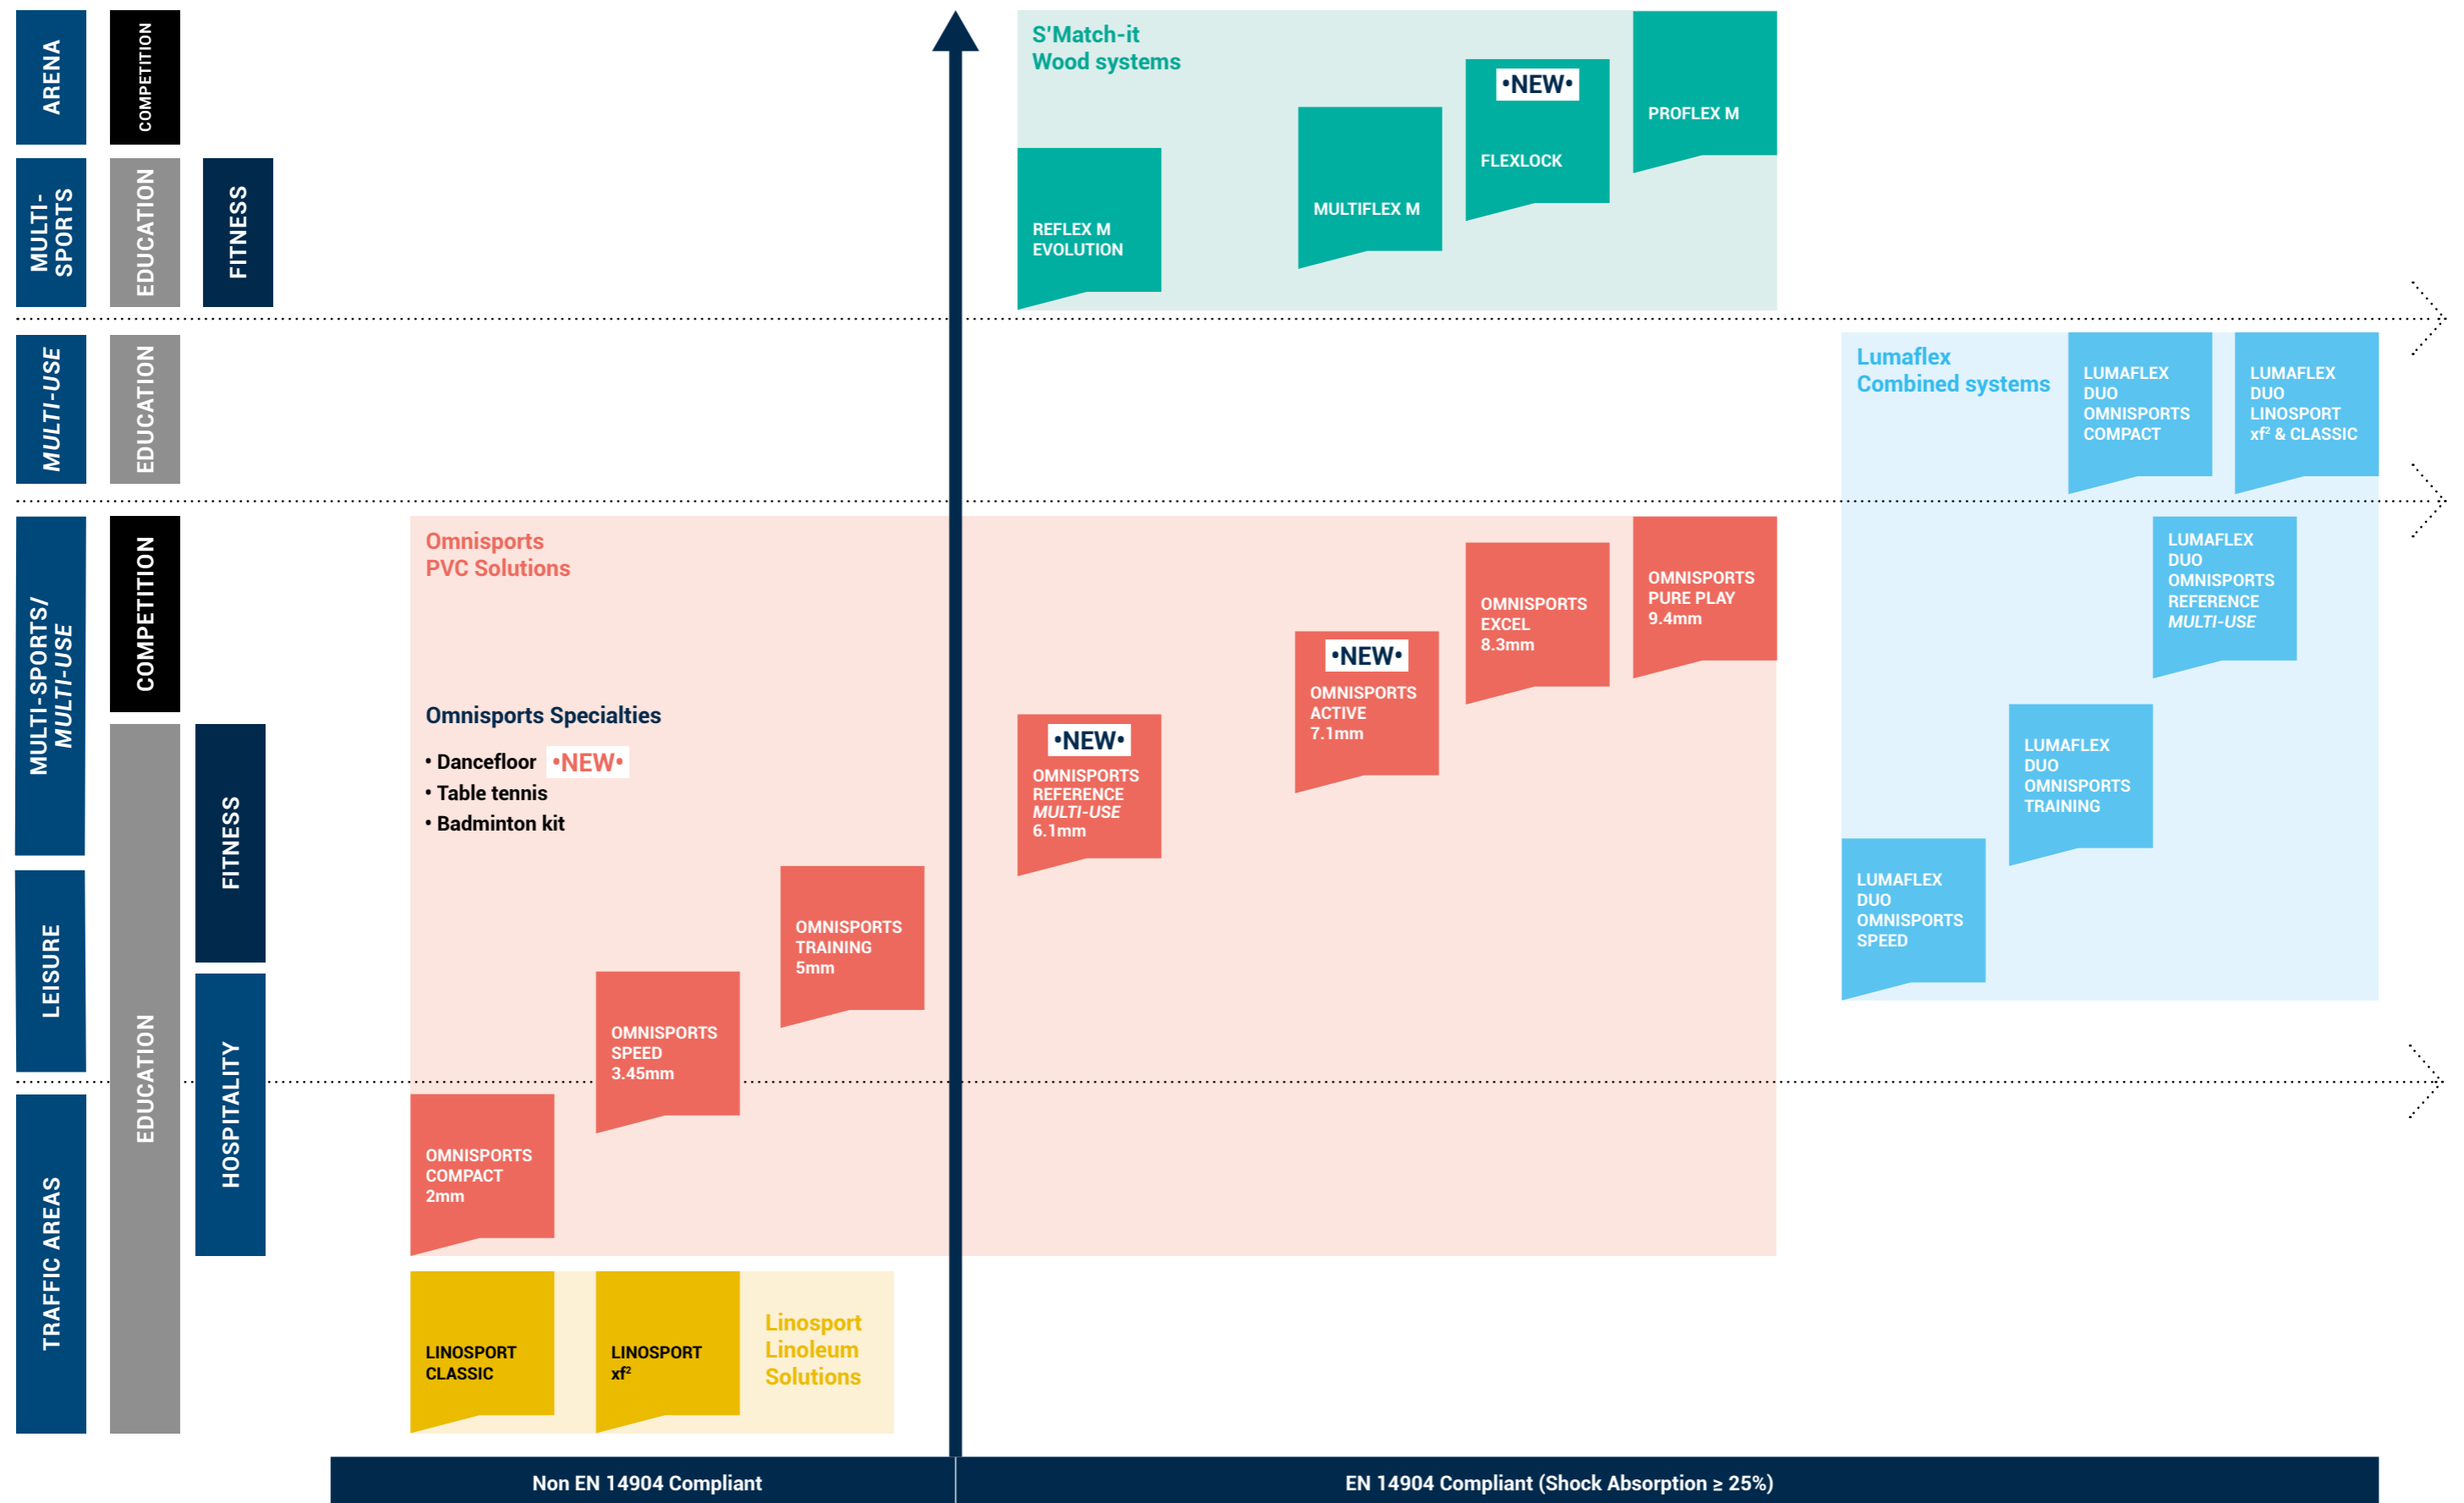 ARENA
COMPETITION
MULTI-
SPORTS
EDUCATION
FITNESS
S'Match-it
Wood systems
REFLEX M
EVOLUTION
MULTIFLEX M
•NEW•
FLEXLOCK
PROFLEX M
MULTI-USE
EDUCATION
Lumaflex
Combined systems
LUMAFLEX
DUO
OMNISPORTS
COMPACT
LUMAFLEX
DUO
LINOSPORT
xf² & CLASSIC
MULTI-SPORTS/
MULTI-USE
COMPETITION
LEISURE
TRAFFIC AREAS
EDUCATION
FITNESS
HOSPITALITY
Omnisports
PVC Solutions
Omnisports Specialties
• Dancefloor •NEW•
• Table tennis
• Badminton kit
OMNISPORTS
COMPACT
2mm
OMNISPORTS
SPEED
3.45mm
OMNISPORTS
TRAINING
5mm
•NEW•
OMNISPORTS
REFERENCE
MULTI-USE
6.1mm
•NEW•
OMNISPORTS
ACTIVE
7.1mm
OMNISPORTS
EXCEL
8.3mm
OMNISPORTS
PURE PLAY
9.4mm
LUMAFLEX
DUO
OMNISPORTS
SPEED
LUMAFLEX
DUO
OMNISPORTS
TRAINING
LUMAFLEX
DUO
OMNISPORTS
REFERENCE
MULTI-USE
LINOSPORT
CLASSIC
LINOSPORT
xf²
Linosport
Linoleum
Solutions
Non EN 14904 Compliant
EN 14904 Compliant (Shock Absorption ≥ 25%)